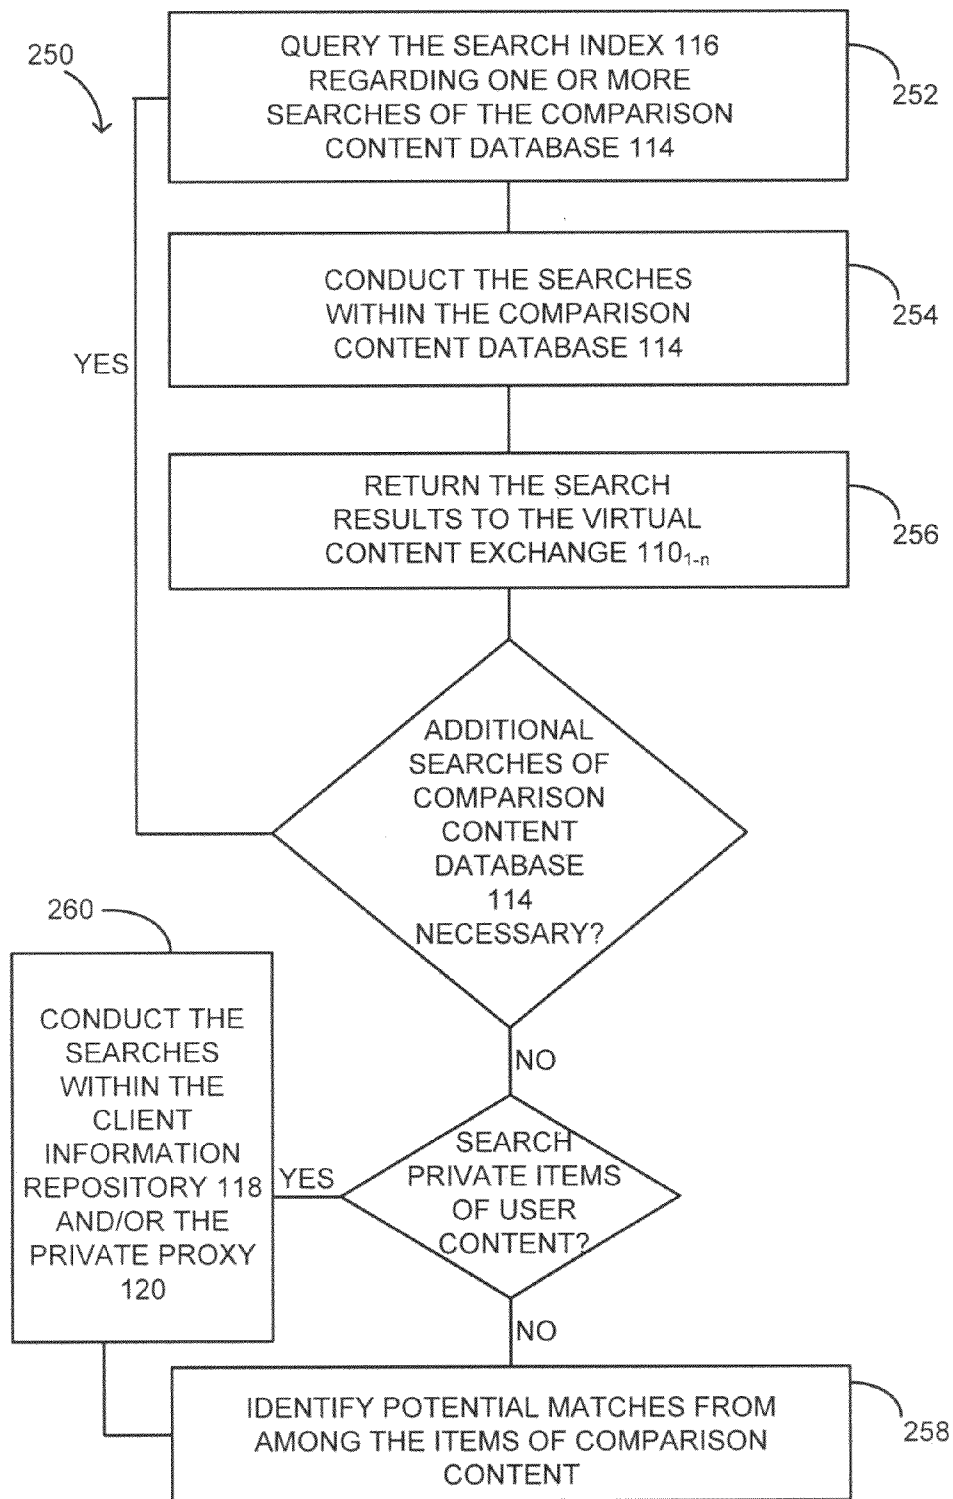 250
QUERY THE SEARCH INDEX 116
REGARDING ONE OR MORE
SEARCHES OF THE COMPARISON
CONTENT DATABASE 114
252
CONDUCT THE SEARCHES
WITHIN THE COMPARISON
CONTENT DATABASE 114
254
YES
RETURN THE SEARCH
RESULTS TO THE VIRTUAL
CONTENT EXCHANGE 110₁₋ₙ
256
ADDITIONAL
SEARCHES OF
COMPARISON
CONTENT
DATABASE
114
NECESSARY?
260
CONDUCT THE
SEARCHES
WITHIN THE
CLIENT
INFORMATION
REPOSITORY 118
AND/OR THE
PRIVATE PROXY
120
NO
SEARCH
PRIVATE ITEMS
OF USER
CONTENT?
YES
NO
IDENTIFY POTENTIAL MATCHES FROM
AMONG THE ITEMS OF COMPARISON
CONTENT
258